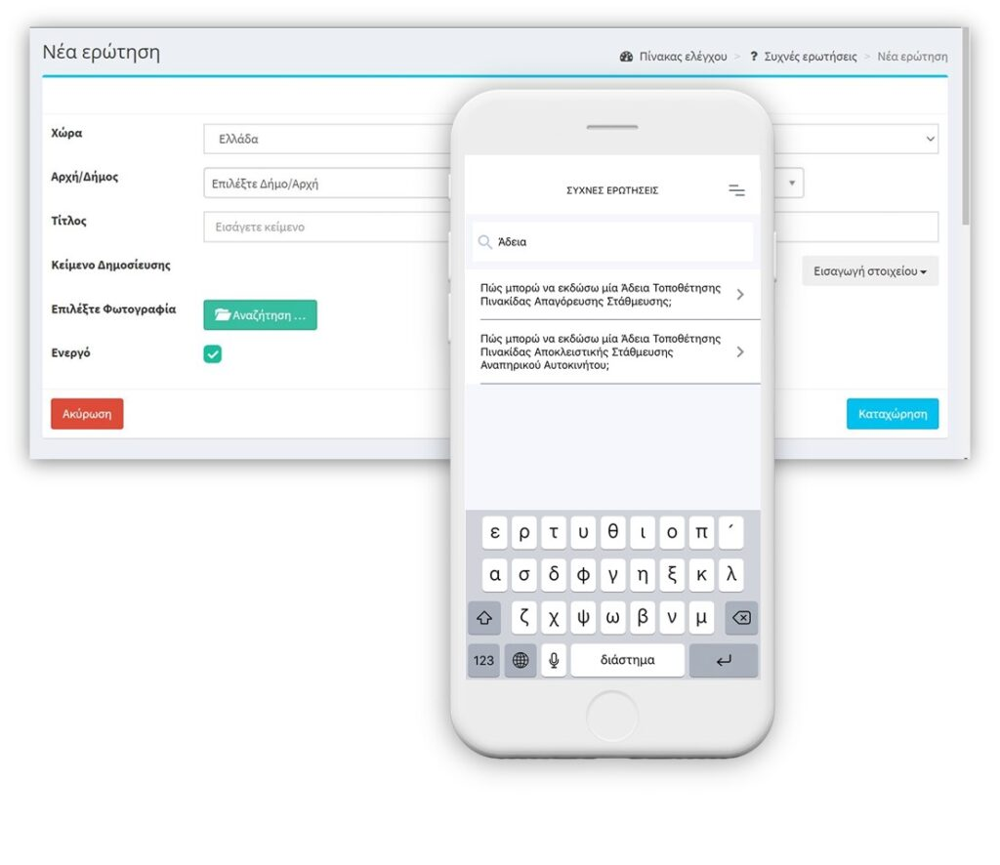 Νέα ερώτηση
Πίνακας ελέγχου > ? Συχνές ερωτήσεις > Νέα ερώτηση
Χώρα
Ελλάδα
Αρχή/Δήμος
Επιλέξτε Δήμο/Αρχή
Τίτλος
Εισάγετε κείμενο
Κείμενο Δημοσίευσης
Εισαγωγή στοιχείου
Επιλέξτε Φωτογραφία
Αναζήτηση ...
Ενεργό
Ακύρωση
Καταχώρηση
ΣΥΧΝΕΣ ΕΡΩΤΗΣΕΙΣ
Άδεια
Πώς μπορώ να εκδώσω μία Άδεια Τοποθέτησης
Πινακίδας Απαγόρευσης Στάθμευσης;
Πώς μπορώ να εκδώσω μία Άδεια Τοποθέτησης
Πινακίδας Αποκλειστικής Στάθμευσης
Αναπηρικού Αυτοκινήτου;
ε ρ τ υ θ ι ο π ΄
α σ δ φ γ η ξ κ λ
ζ χ ψ ω β ν μ
123 διάστημα